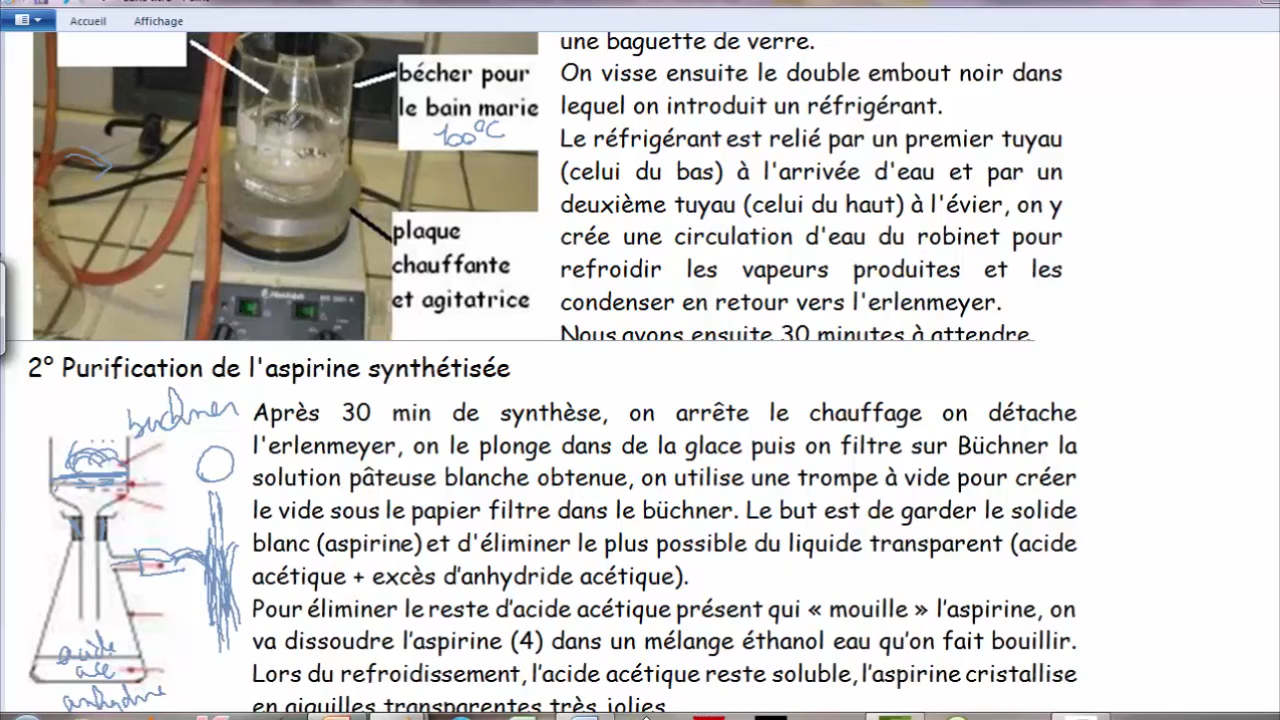 Accueil
Affichage
une baguette de verre.
bécher pour
le bain marie
100°C
On visse ensuite le double embout noir dans
lequel on introduit un réfrigérant.
Le réfrigérant est relié par un premier tuyau
(celui du bas) à l'arrivée d'eau et par un
deuxième tuyau (celui du haut) à l'évier, on y
crée une circulation d'eau du robinet pour
refroidir les vapeurs produites et les
condenser en retour vers l'erlenmeyer.
Nous avons ensuite 30 minutes à attendre.
plaque
chauffante
et agitatrice
2° Purification de l'aspirine synthétisée
buchner
Après 30 min de synthèse, on arrête le chauffage on détache
l'erlenmeyer, on le plonge dans de la glace puis on filtre sur Büchner la
solution pâteuse blanche obtenue, on utilise une trompe à vide pour créer
le vide sous le papier filtre dans le büchner. Le but est de garder le solide
blanc (aspirine) et d'éliminer le plus possible du liquide transparent (acide
acétique + excès d'anhydride acétique).
Pour éliminer le reste d'acide acétique présent qui « mouille » l'aspirine, on
va dissoudre l'aspirine (4) dans un mélange éthanol eau qu'on fait bouillir.
Lors du refroidissement, l'acide acétique reste soluble, l'aspirine cristallise
en aiguilles transparentes très jolies.
acide
ace